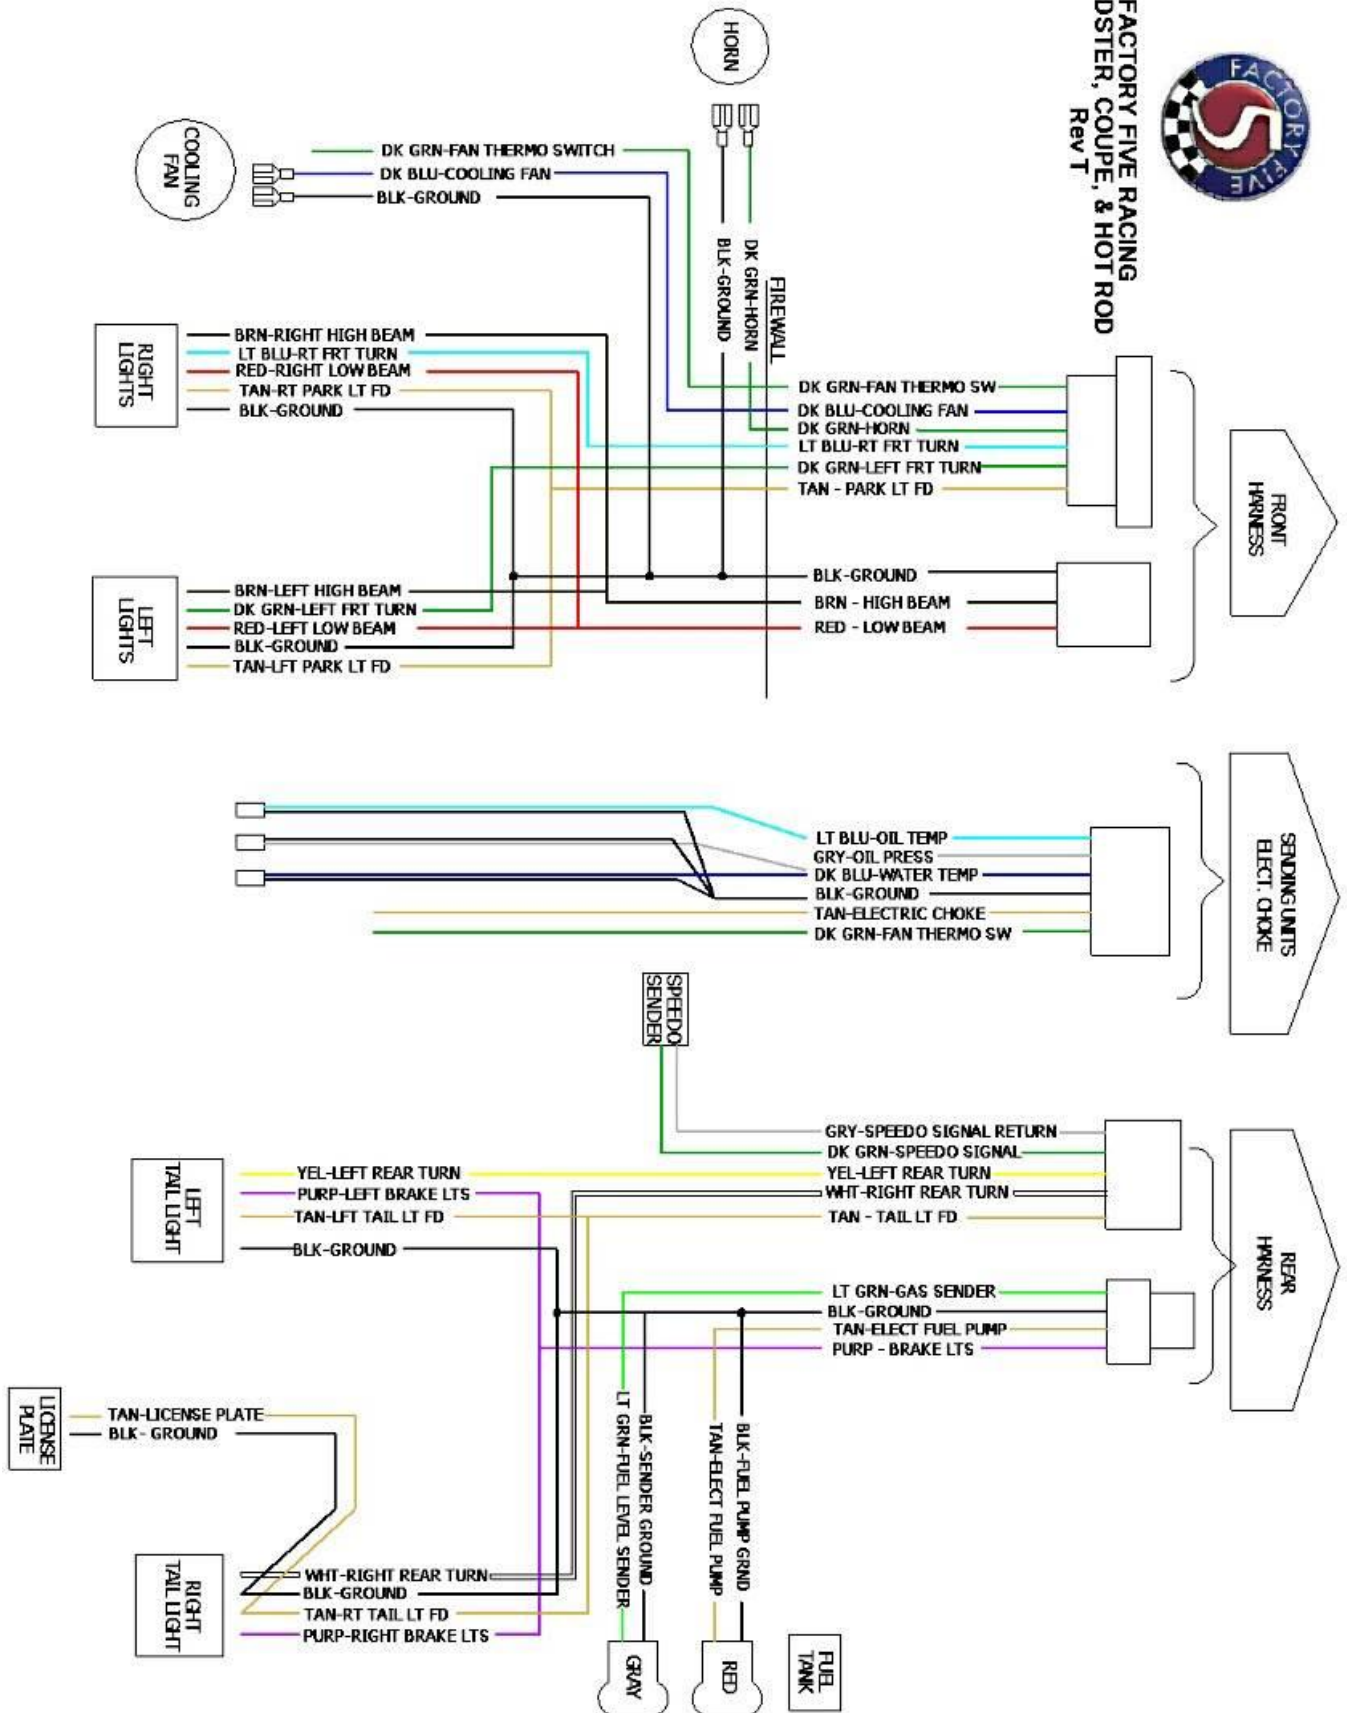 FACTORY FIVE
FACTORY FIVE RACING
DSTER, COUPE, & HOT ROD
Rev T
HORN
COOLING
FAN
DK GRN-FAN THERMO SWITCH
DK BLU-COOLING FAN
BLK-GROUND
BLK-GROUND
DK GRN-HORN
FIREWALL
RIGHT
LIGHTS
BRN-RIGHT HIGH BEAM
LT BLU-RT FRT TURN
RED-RIGHT LOW BEAM
TAN-RT PARK LT FD
BLK-GROUND
DK GRN-FAN THERMO SW
DK BLU-COOLING FAN
DK GRN-HORN
LT BLU-RT FRT TURN
DK GRN-LEFT FRT TURN
TAN - PARK LT FD
FRONT
HARNESS
LEFT
LIGHTS
BRN-LEFT HIGH BEAM
DK GRN-LEFT FRT TURN
RED-LEFT LOW BEAM
BLK-GROUND
TAN-LFT PARK LT FD
BLK-GROUND
BRN - HIGH BEAM
RED - LOW BEAM
LT BLU-OIL TEMP
GRY-OIL PRESS
DK BLU-WATER TEMP
BLK-GROUND
TAN-ELECTRIC CHOKE
DK GRN-FAN THERMO SW
SENDING UNITS
ELECT. CHOKE
SPEEDO
SENDER
GRY-SPEEDO SIGNAL RETURN
DK GRN-SPEEDO SIGNAL
YEL-LEFT REAR TURN
WHT-RIGHT REAR TURN
TAN - TAIL LT FD
LEFT
TAIL LIGHT
YEL-LEFT REAR TURN
PURP-LEFT BRAKE LTS
TAN-LFT TAIL LT FD
BLK-GROUND
LT GRN-GAS SENDER
BLK-GROUND
TAN-ELECT FUEL PUMP
PURP - BRAKE LTS
REAR
HARNESS
LICENSE
PLATE
TAN-LICENSE PLATE
BLK- GROUND
LT GRN-FUEL LEVEL SENDER
BLK-SENDER GROUND
TAN-ELECT FUEL PUMP
BLK-FUEL PUMP GRND
RIGHT
TAIL LIGHT
WHT-RIGHT REAR TURN
BLK-GROUND
TAN-RT TAIL LT FD
PURP-RIGHT BRAKE LTS
GRAY
RED
FUEL
TANK